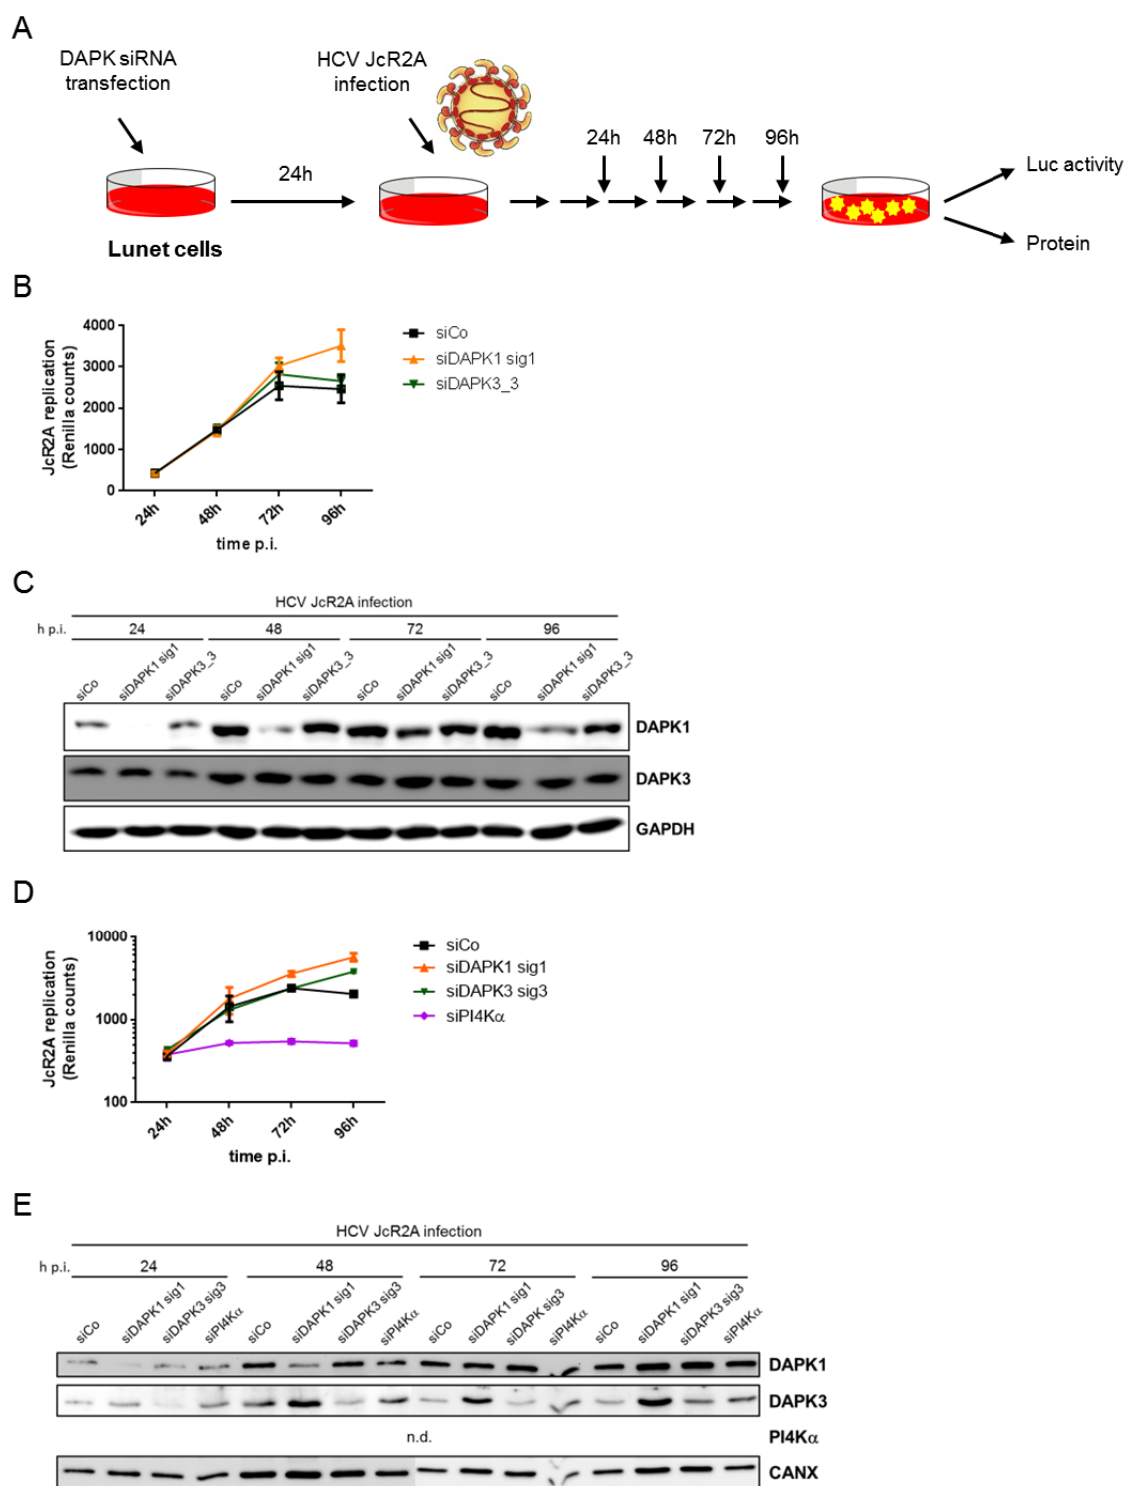 A
DAPK siRNA
transfection
HCV JcR2A
infection
24h
24h 48h 72h 96h
Luc activity
Protein
Lunet cells
B
4000
3000
2000
1000
0
JcR2A replication
(Renilla counts)
24h 48h 72h 96h
time p.i.
siCo
siDAPK1 sig1
siDAPK3_3
C
HCV JcR2A infection
h p.i. 24 48 72 96
siCo siDAPK1 sig1 siDAPK3_3 siCo siDAPK1 sig1 siDAPK3_3 siCo siDAPK1 sig1 siDAPK3_3 siCo siDAPK1 sig1 siDAPK3_3
DAPK1
DAPK3
GAPDH
D
10000
1000
100
JcR2A replication
(Renilla counts)
24h 48h 72h 96h
time p.i.
siCo
siDAPK1 sig1
siDAPK3 sig3
siPI4Kα
E
HCV JcR2A infection
h p.i. 24 48 72 96
siCo siDAPK1 sig1 siDAPK3 sig3 siPI4Kα siCo siDAPK1 sig1 siDAPK3 sig3 siPI4Kα siCo siDAPK1 sig1 siDAPK sig3 siPI4Kα siCo siDAPK1 sig1 siDAPK3 sig3 siPI4Kα
DAPK1
DAPK3
n.d. PI4Kα
CANX